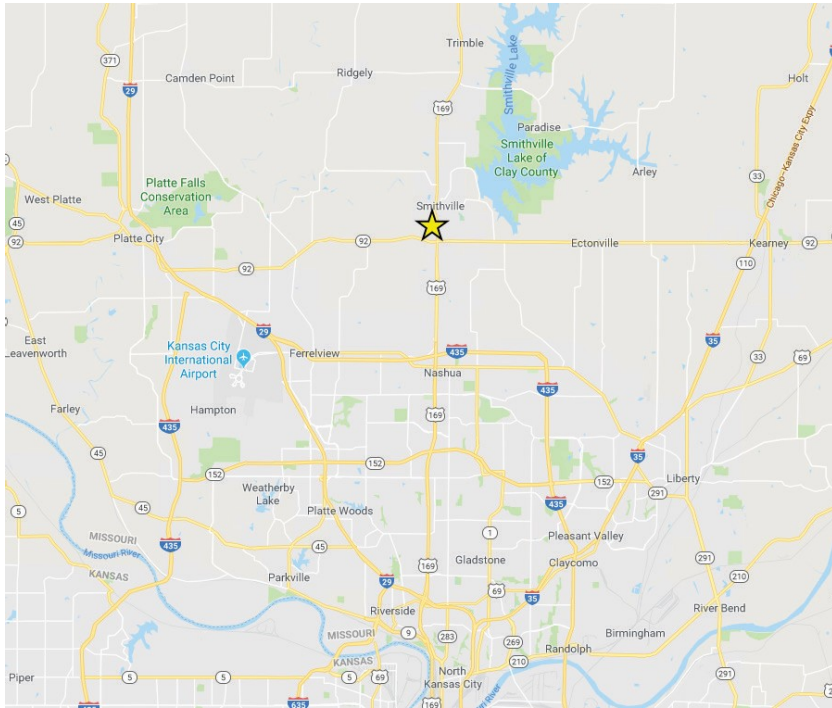 Trimble
371
Camden Point
Ridgely
Holt
29
169
Smithville Lake
Chicago-Kansas City Expy
Paradise
Smithville
Lake of
Clay County
Arley
33
Platte Falls
Conservation
Area
West Platte
45
Smithville
92
Platte City
92
Ectonville
Kearney
92
92
110
169
East
Leavenworth
29
35
Kansas City
International
Airport
Ferrelview
435
33
69
Nashua
435
Farley
Hampton
169
435
45
152
152
35
Liberty
152
291
Weatherby
Lake
45
5
Platte Woods
435
1
Pleasant Valley
MISSOURI
Missouri River
435
45
KANSAS
169
Gladstone
Claycomo
291
210
Parkville
29
69
35
River Bend
Riverside
MISSOURI
9
283
269
Birmingham
KANSAS
Randolph
210
Piper
5
5
5
69
North
Kansas City
291
635
169